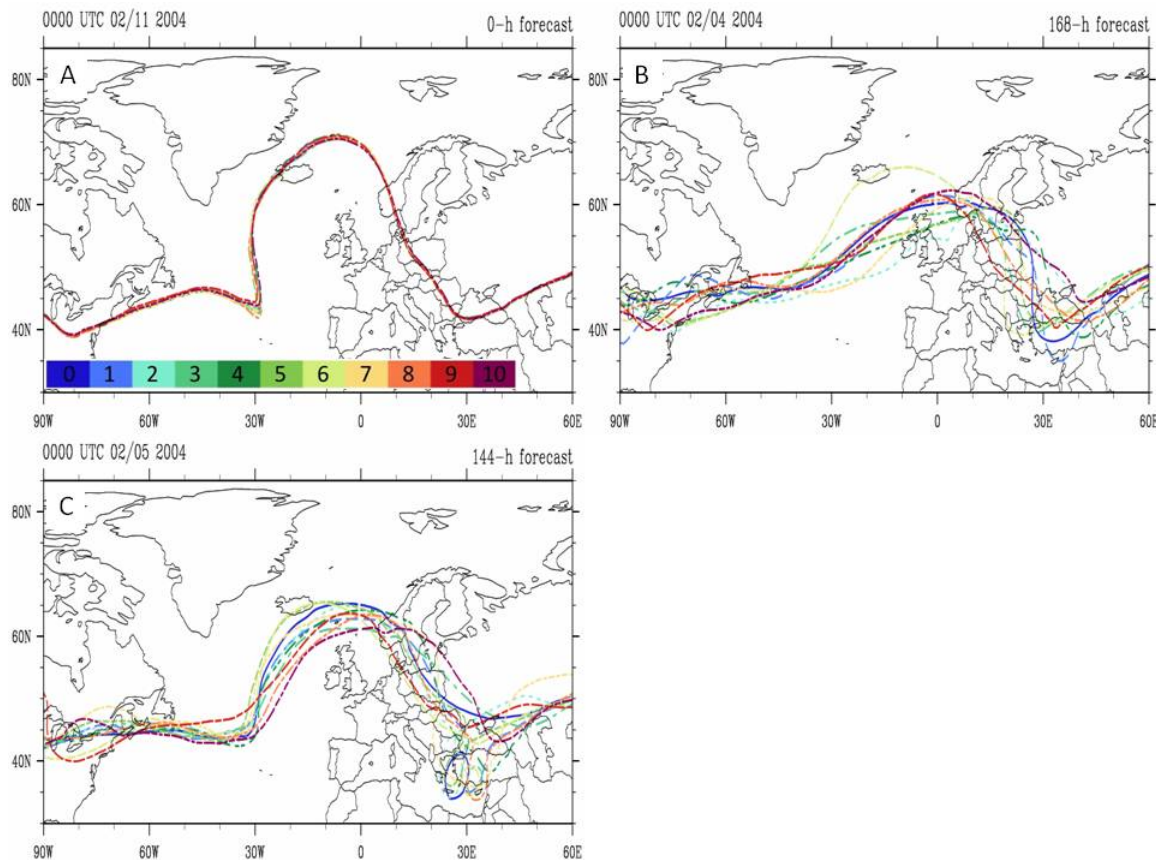 0000 UTC 02/11 2004
0-h forecast
A
80N
60N
40N
0 1 2 3 4 5 6 7 8 9 10
90W 60W 30W 0 30E 60E
0000 UTC 02/04 2004
168-h forecast
B
80N
60N
40N
90W 60W 30W 0 30E 60E
0000 UTC 02/05 2004
144-h forecast
C
80N
60N
40N
90W 60W 30W 0 30E 60E